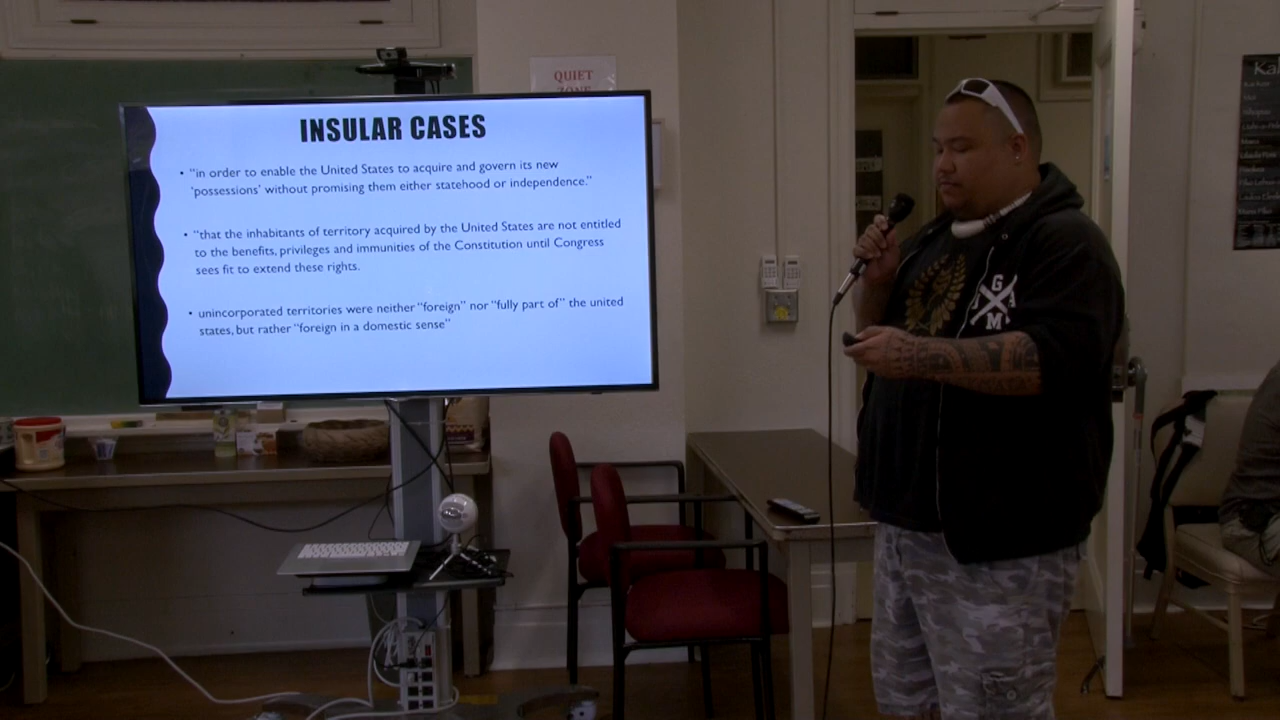 QUIET
ZONE
INSULAR CASES
• "in order to enable the United States to acquire and govern its new
'possessions' without promising them either statehood or independence."
• "that the inhabitants of territory acquired by the United States are not entitled
to the benefits, privileges and immunities of the Constitution until Congress
sees fit to extend these rights.
• unincorporated territories were neither "foreign" nor "fully part of" the united
states, but rather "foreign in a domestic sense"
G
M